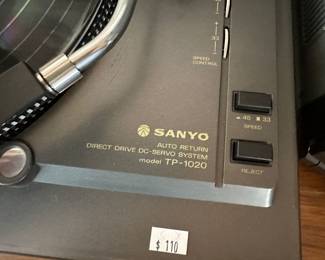 33
SPEED
CONTROL
SANYO
AUTO RETURN
DIRECT DRIVE DC-SERVO SYSTEM
model TP-1020
45 33
SPEED
REJECT
$ 110